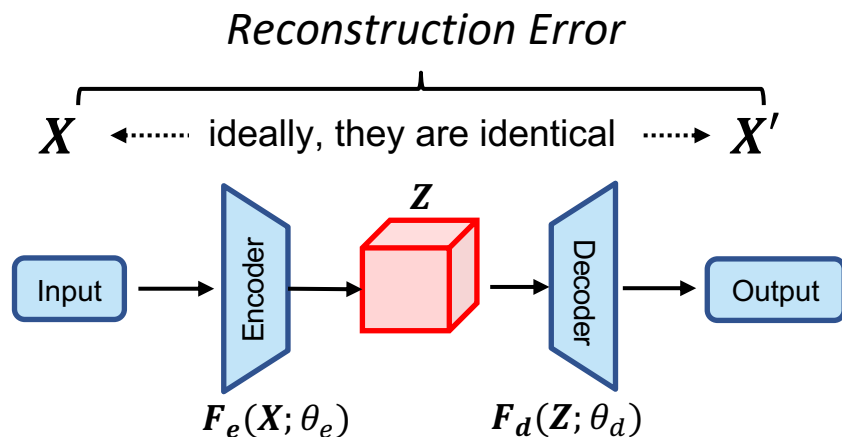 Reconstruction Error
X ideally, they are identical X′
Z
Input Encoder Decoder Output
F_e(X; θ_e) F_d(Z; θ_d)